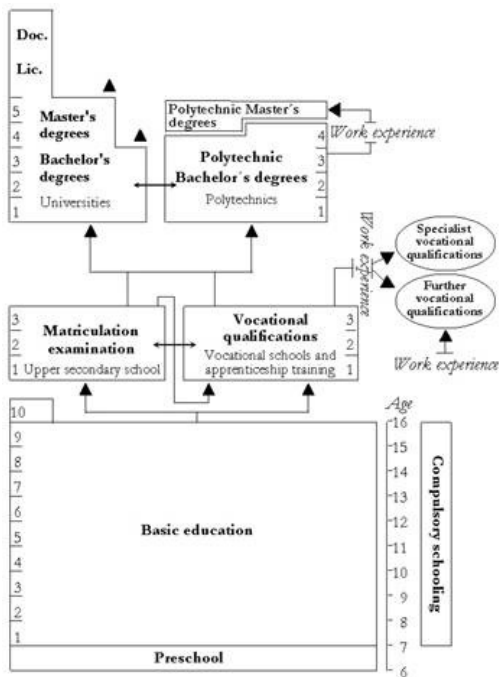 Doc.
Lic.
5
4
3
2
1
Master's
degrees
Bachelor's
degrees
Universities
Polytechnic Master´s
degrees
Work experience
4
3
2
1
Polytechnic
Bachelor´s degrees
Polytechnics
Work experience
Specialist
vocational
qualifications
Further
vocational
qualifications
Work experience
3
2
1
Matriculation
examination
Upper secondary school
Vocational
qualifications
Vocational schools and
apprenticeship training
3
2
1
10
9
8
7
6
5
4
3
2
1
Basic education
Preschool
Age
16
15
14
13
12
11
10
9
8
7
6
Compulsory schooling